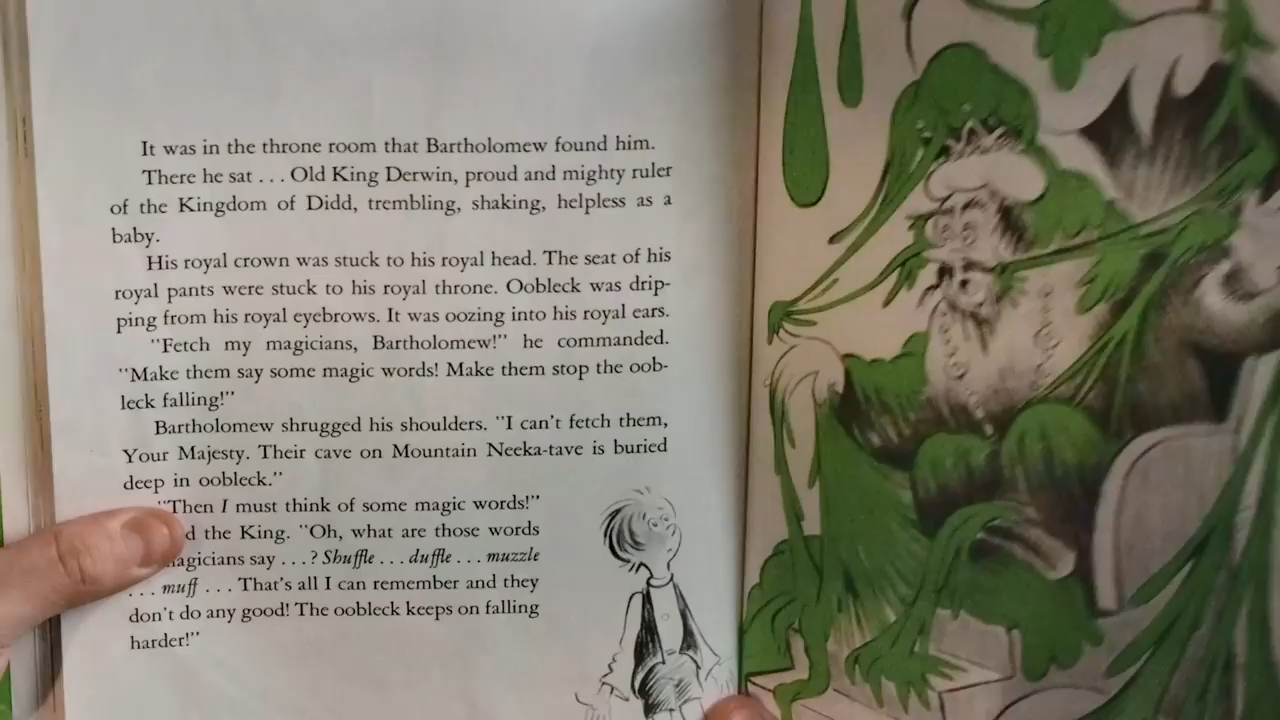 It was in the throne room that Bartholomew found him.
There he sat . . . Old King Derwin, proud and mighty ruler
of the Kingdom of Didd, trembling, shaking, helpless as a
baby.
His royal crown was stuck to his royal head. The seat of his
royal pants were stuck to his royal throne. Oobleck was drip-
ping from his royal eyebrows. It was oozing into his royal ears.
"Fetch my magicians, Bartholomew!" he commanded.
"Make them say some magic words! Make them stop the oob-
leck falling!"
Bartholomew shrugged his shoulders. "I can't fetch them,
Your Majesty. Their cave on Mountain Neeka-tave is buried
deep in oobleck."
"Then I must think of some magic words!"
the King. "Oh, what are those words
say . . . ? Shuffle . . . duffle . . . muzzle
. . . muff . . . That's all I can remember and they
don't do any good! The oobleck keeps on falling
harder!"